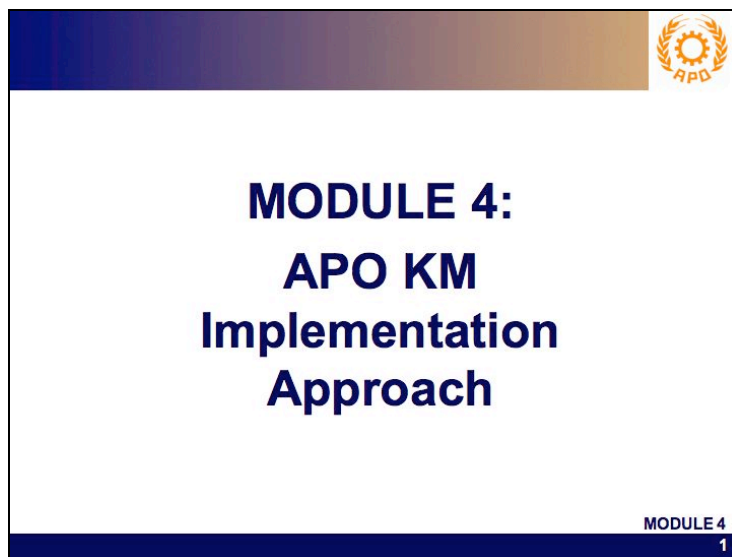 APO
MODULE 4:
APO KM
Implementation
Approach
MODULE 4
1